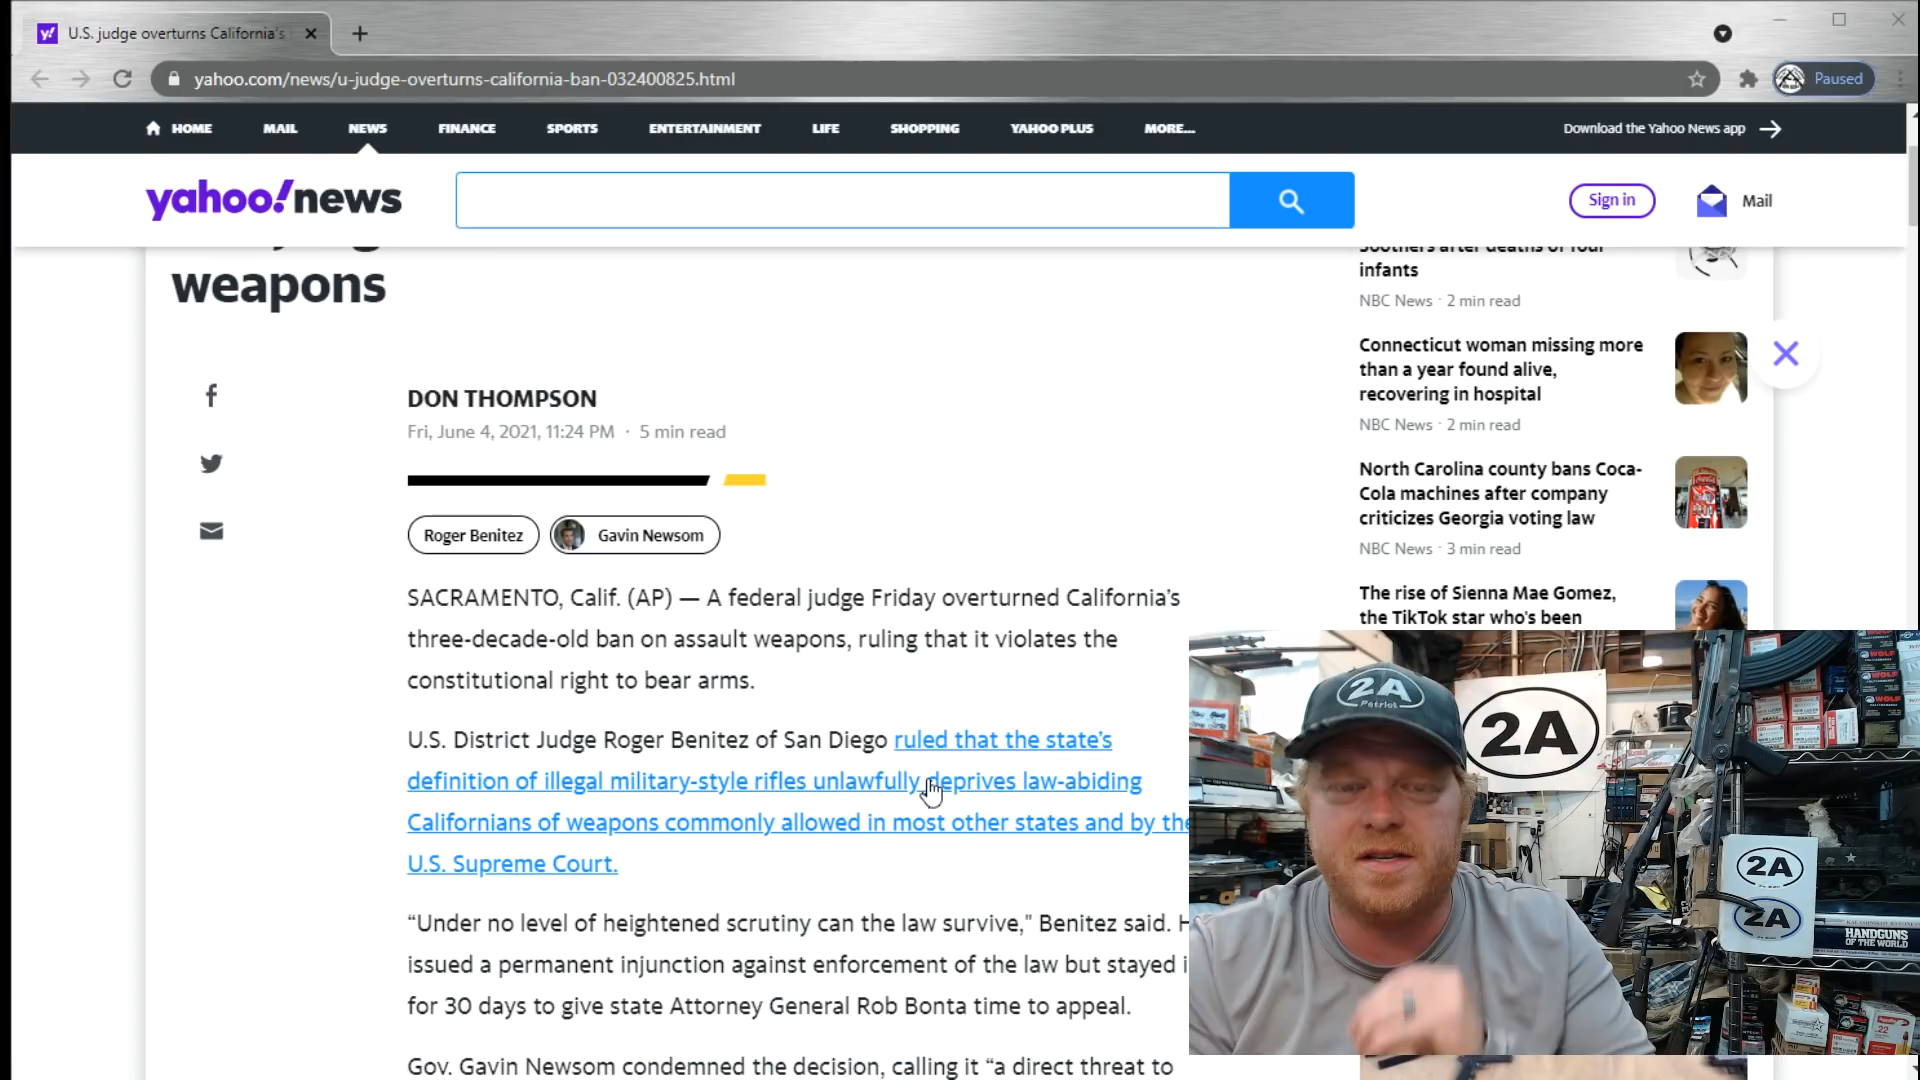 U.S. judge overturns California's
yahoo.com/news/u-judge-overturns-california-ban-032400825.html
Paused
HOME MAIL NEWS FINANCE SPORTS ENTERTAINMENT LIFE SHOPPING YAHOO PLUS MORE...
Download the Yahoo News app
yahoo!news
Sign in
Mail
weapons
DON THOMPSON
Fri, June 4, 2021, 11:24 PM · 5 min read
Roger Benitez
Gavin Newsom
SACRAMENTO, Calif. (AP) — A federal judge Friday overturned California's
three-decade-old ban on assault weapons, ruling that it violates the
constitutional right to bear arms.
U.S. District Judge Roger Benitez of San Diego ruled that the state's
definition of illegal military-style rifles unlawfully deprives law-abiding
Californians of weapons commonly allowed in most other states and by the
U.S. Supreme Court.
“Under no level of heightened scrutiny can the law survive," Benitez said.
issued a permanent injunction against enforcement of the law but stayed
for 30 days to give state Attorney General Rob Bonta time to appeal.
Gov. Gavin Newsom condemned the decision, calling it “a direct threat to
Soothers after deaths of four
infants
NBC News · 2 min read
Connecticut woman missing more
than a year found alive,
recovering in hospital
NBC News · 2 min read
North Carolina county bans Coca-
Cola machines after company
criticizes Georgia voting law
NBC News · 3 min read
The rise of Sienna Mae Gomez,
the TikTok star who's been
2A
Patriot
2A
2A
2A
HANDGUNS
OF THE WORLD
WOLF
WOLF
.22